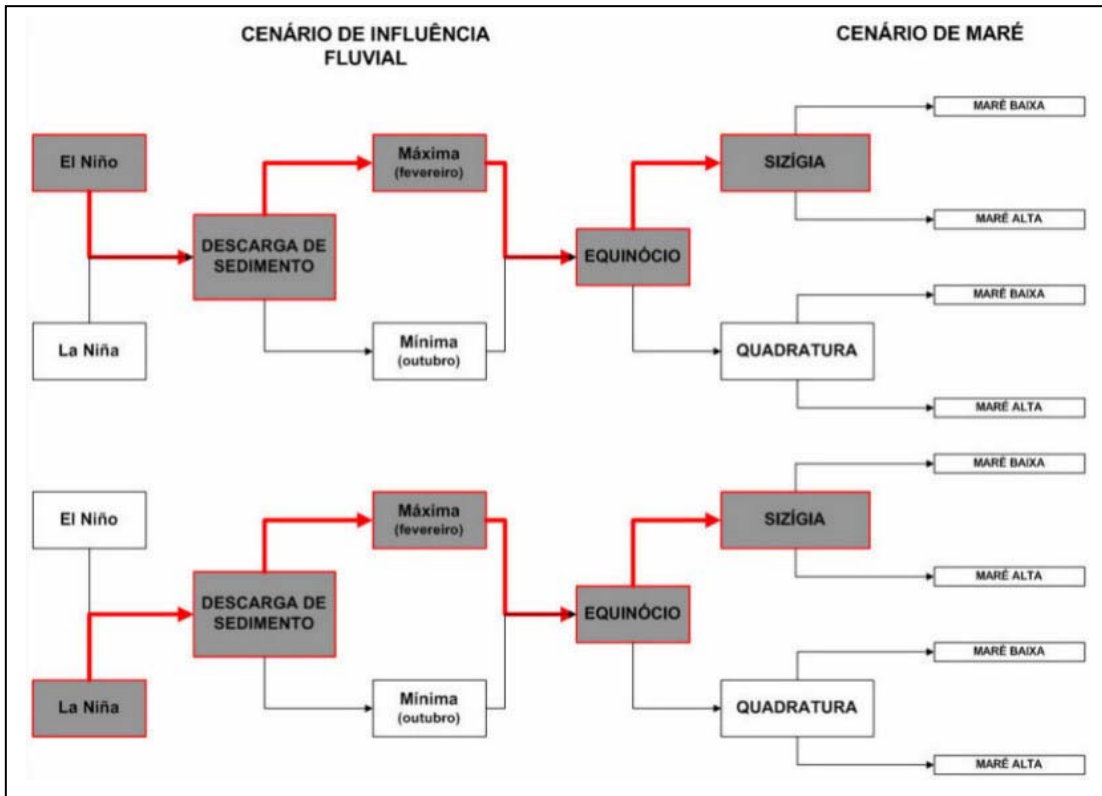 CENÁRIO DE INFLUÊNCIA
FLUVIAL
CENÁRIO DE MARÉ
MARÉ BAIXA
El Niño
Máxima
(fevereiro)
SIZÍGIA
MARÉ ALTA
DESCARGA DE
SEDIMENTO
EQUINÓCIO
MARÉ BAIXA
La Niña
Mínima
(outubro)
QUADRATURA
MARÉ ALTA
MARÉ BAIXA
El Niño
Máxima
(fevereiro)
SIZÍGIA
MARÉ ALTA
DESCARGA DE
SEDIMENTO
EQUINÓCIO
MARÉ BAIXA
La Niña
Mínima
(outubro)
QUADRATURA
MARÉ ALTA